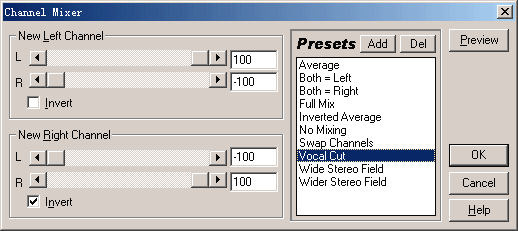 Channel Mixer
New Left Channel
L 100
R -100
Invert
New Right Channel
L -100
R 100
Invert
Presets Add Del
Average
Both = Left
Both = Right
Full Mix
Inverted Average
No Mixing
Swap Channels
Vocal Cut
Wide Stereo Field
Wider Stereo Field
Preview
OK
Cancel
Help